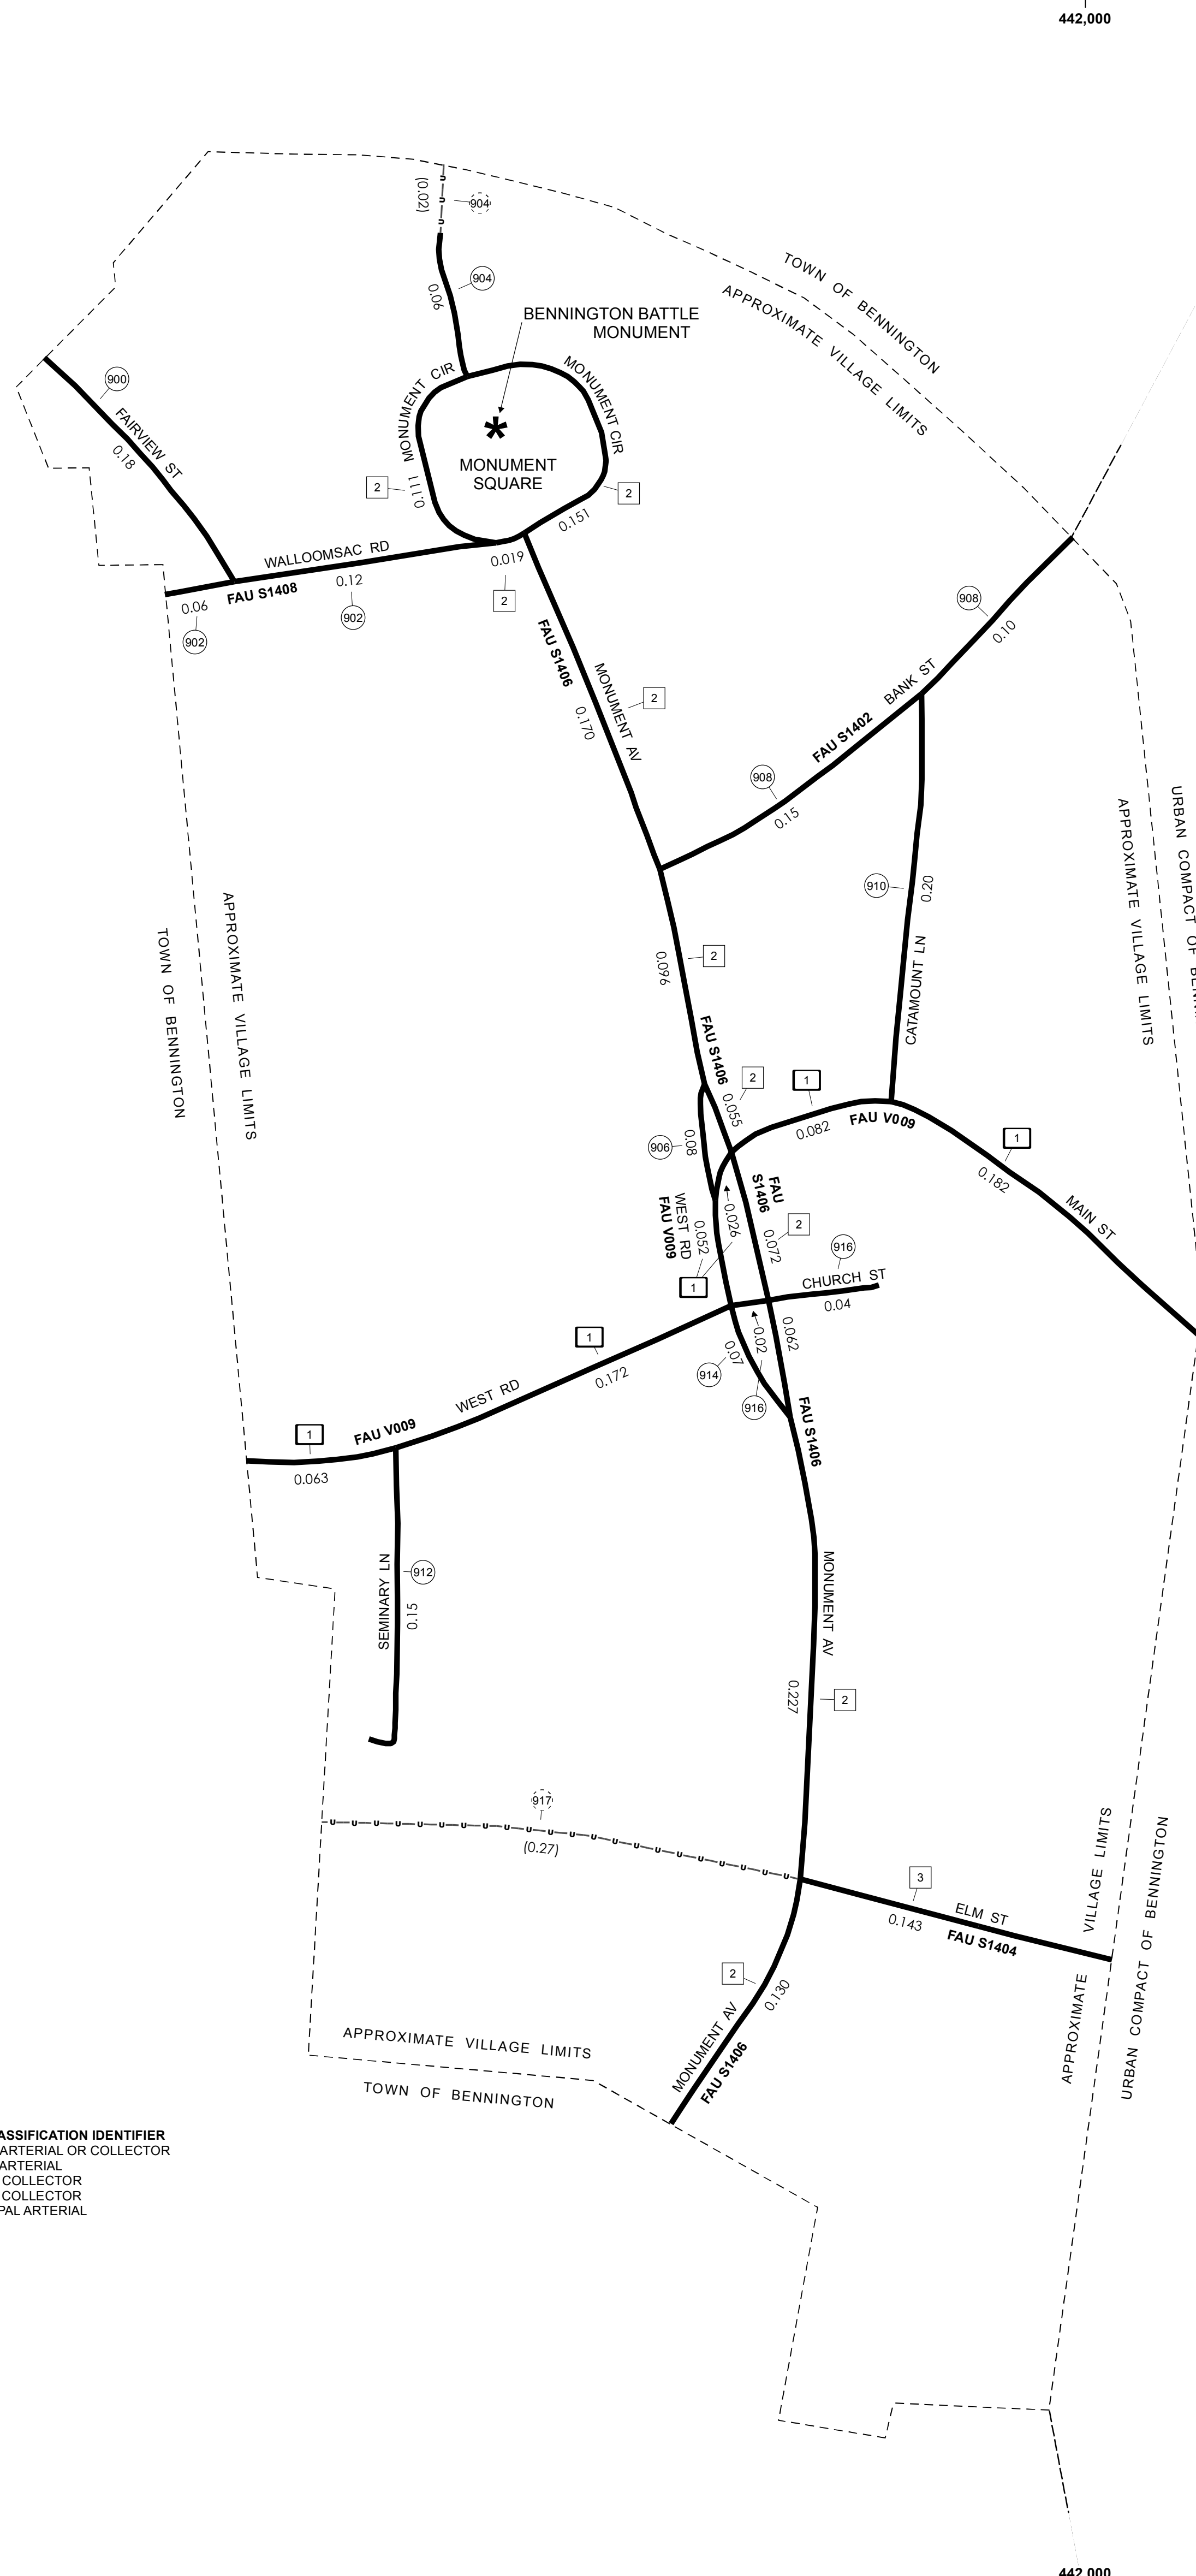 442,000
(0.02)
904
904
0.06
BENNINGTON BATTLE
MONUMENT
TOWN OF BENNINGTON
APPROXIMATE VILLAGE LIMITS
900
FAIRVIEW ST
0.18
MONUMENT CIR
MONUMENT CIR
MONUMENT
SQUARE
2
0.111
2
0.151
WALLOOMSAC RD
0.019
2
0.06
FAU S1408
0.12
902
902
908
0.10
FAU S1406
MONUMENT AV
2
0.170
BANK ST
FAU S1402
908
0.15
URBAN COMPACT OF
APPROXIMATE VILLAGE LIMITS
910
0.20
CATAMOUNT LN
APPROXIMATE VILLAGE LIMITS
TOWN OF BENNINGTON
2
0.096
FAU S1406
2
0.055
1
0.082
FAU V009
906
0.08
1
0.182
MAIN ST
FAU
S1406
0.026
WEST RD
FAU V009
0.052
2
0.072
916
1
CHURCH ST
0.04
1
0.172
0.062
0.02
0.07
914
916
WEST RD
FAU S1406
1
FAU V009
0.063
912
SEMINARY LN
0.15
MONUMENT AV
0.227
2
917
(0.27)
3
ELM ST
0.143
FAU S1404
VILLAGE LIMITS
APPROXIMATE
URBAN COMPACT OF BENNINGTON
2
0.130
MONUMENT AV
FAU S1406
APPROXIMATE VILLAGE LIMITS
TOWN OF BENNINGTON
ASSIFICATION IDENTIFIER
ARTERIAL OR COLLECTOR
ARTERIAL
COLLECTOR
COLLECTOR
PAL ARTERIAL
442,000